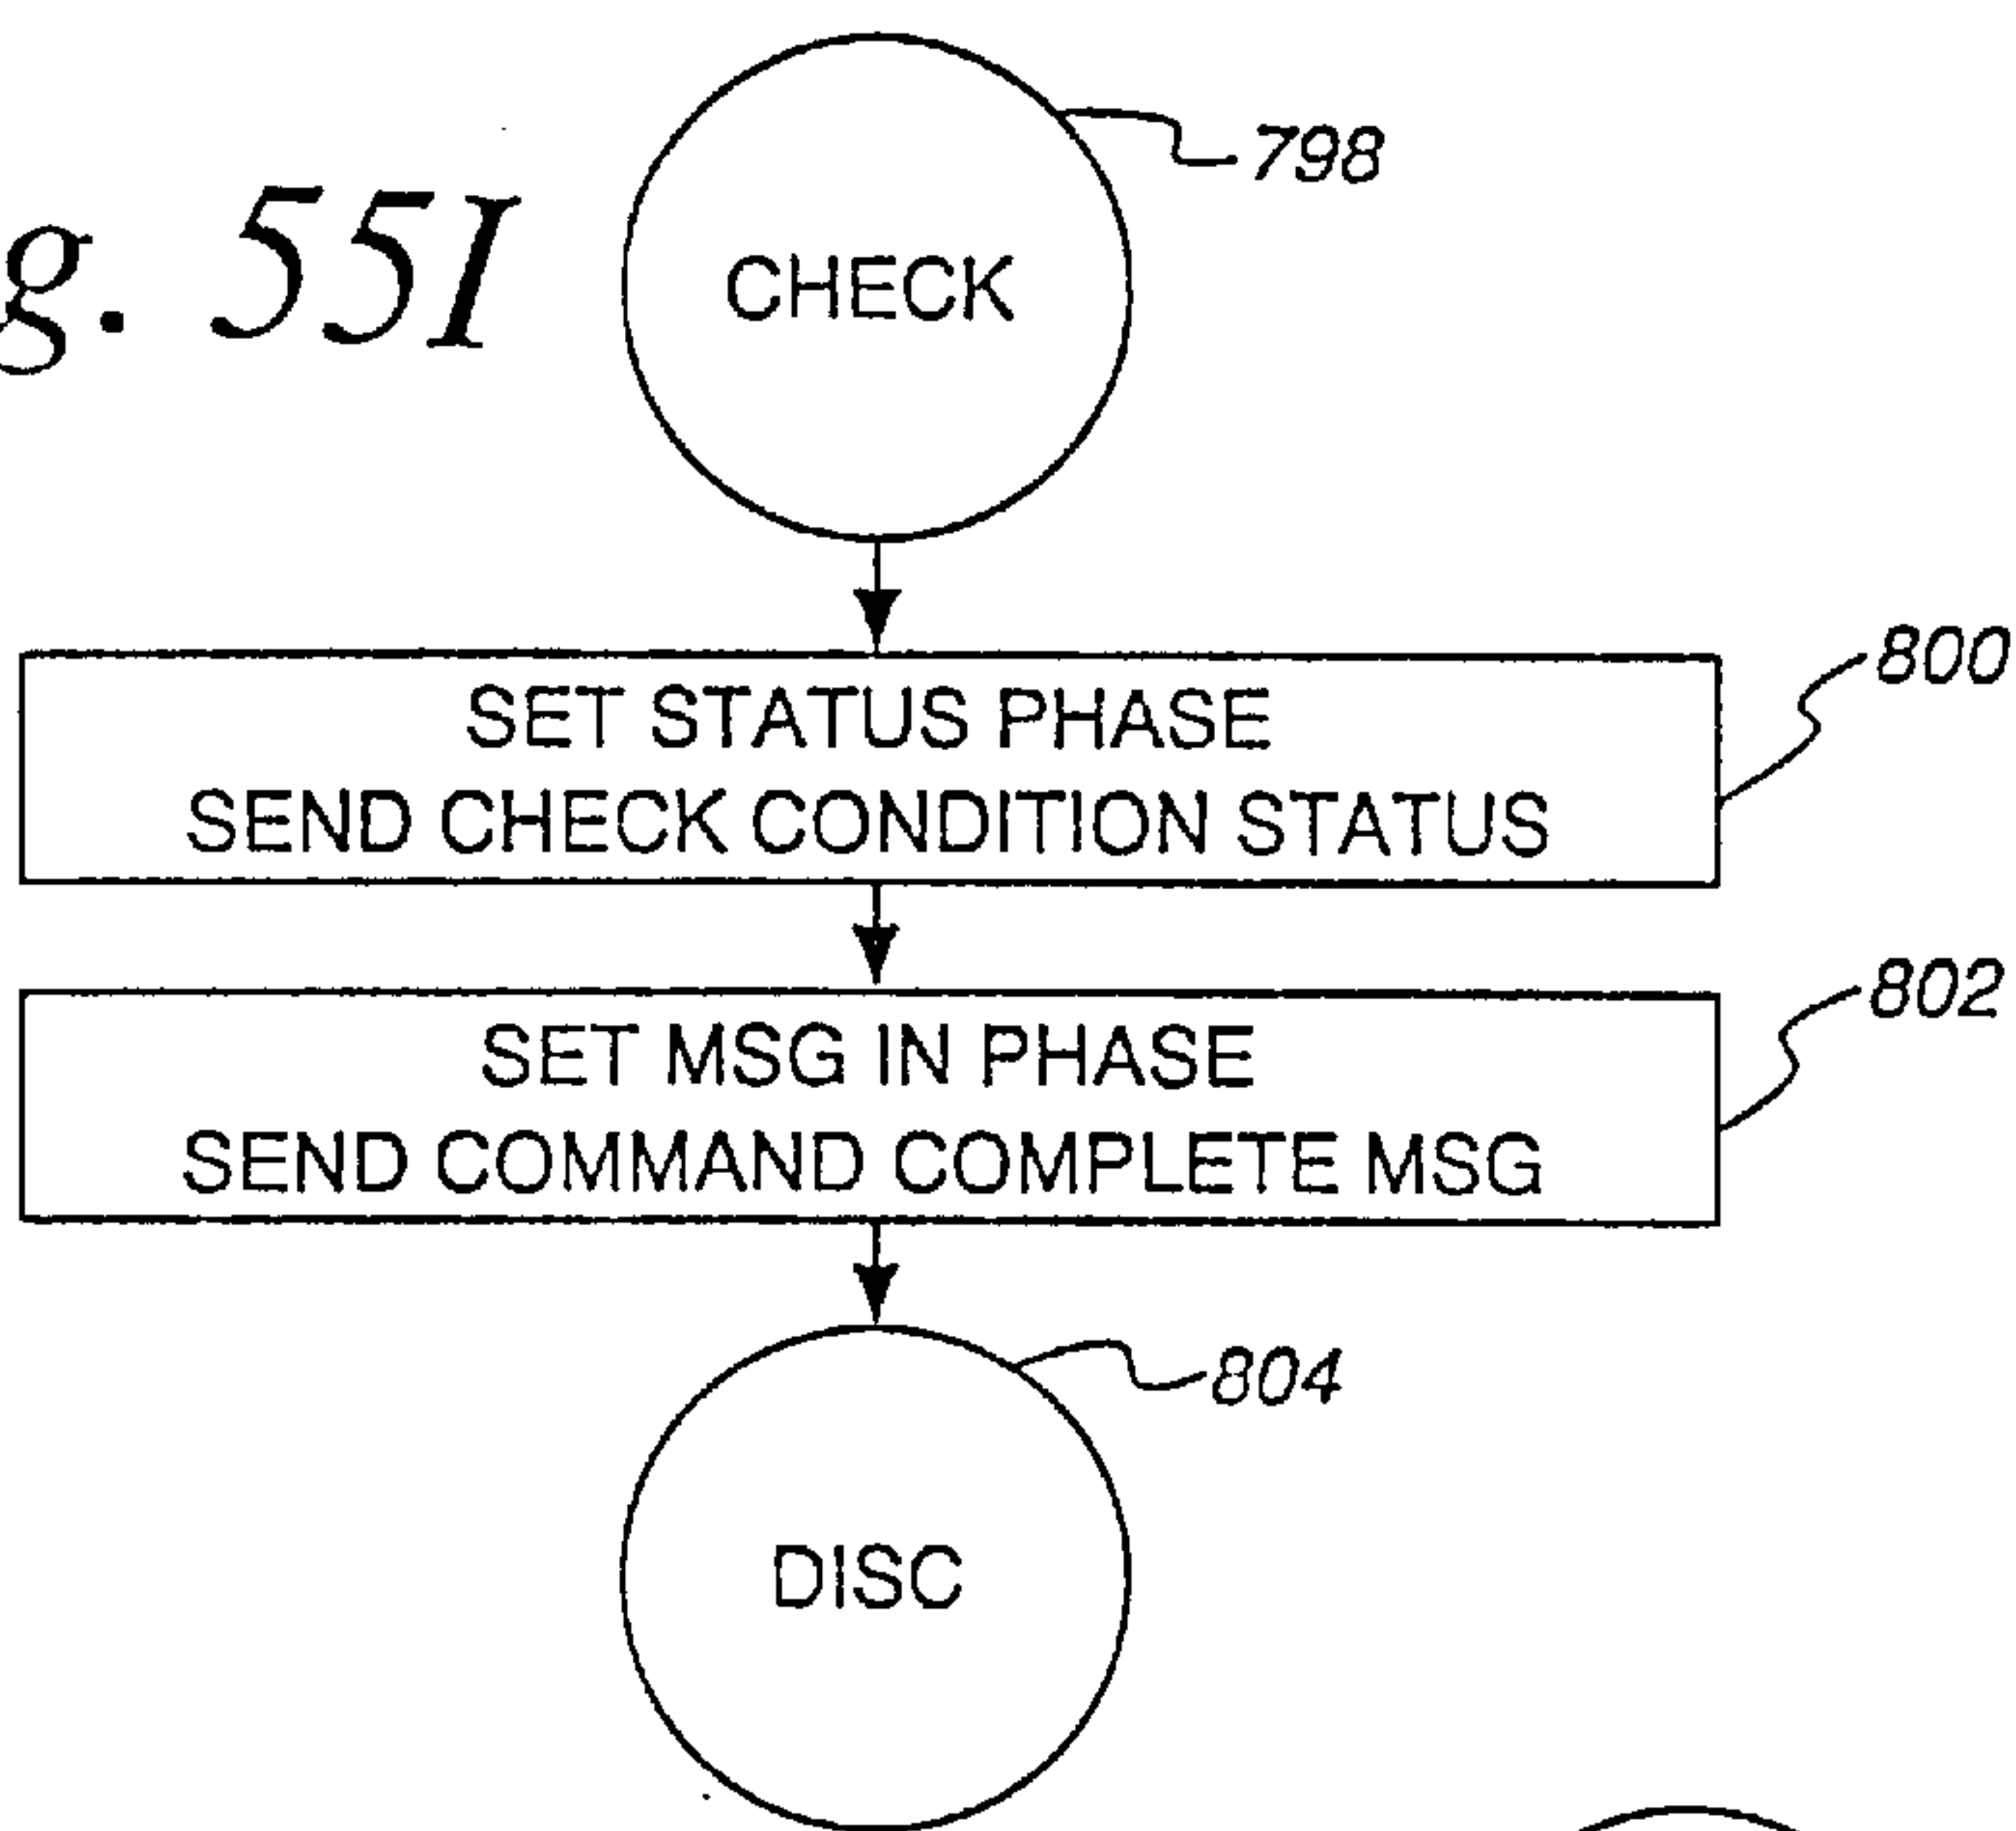 g. 55I
CHECK
798
SET STATUS PHASE
SEND CHECK CONDITION STATUS
800
SET MSG IN PHASE
SEND COMMAND COMPLETE MSG
802
804
DISC